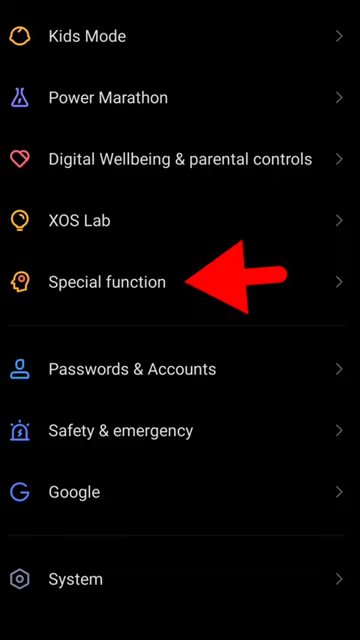 Kids Mode
Power Marathon
Digital Wellbeing & parental controls
XOS Lab
Special function
Passwords & Accounts
Safety & emergency
Google
System